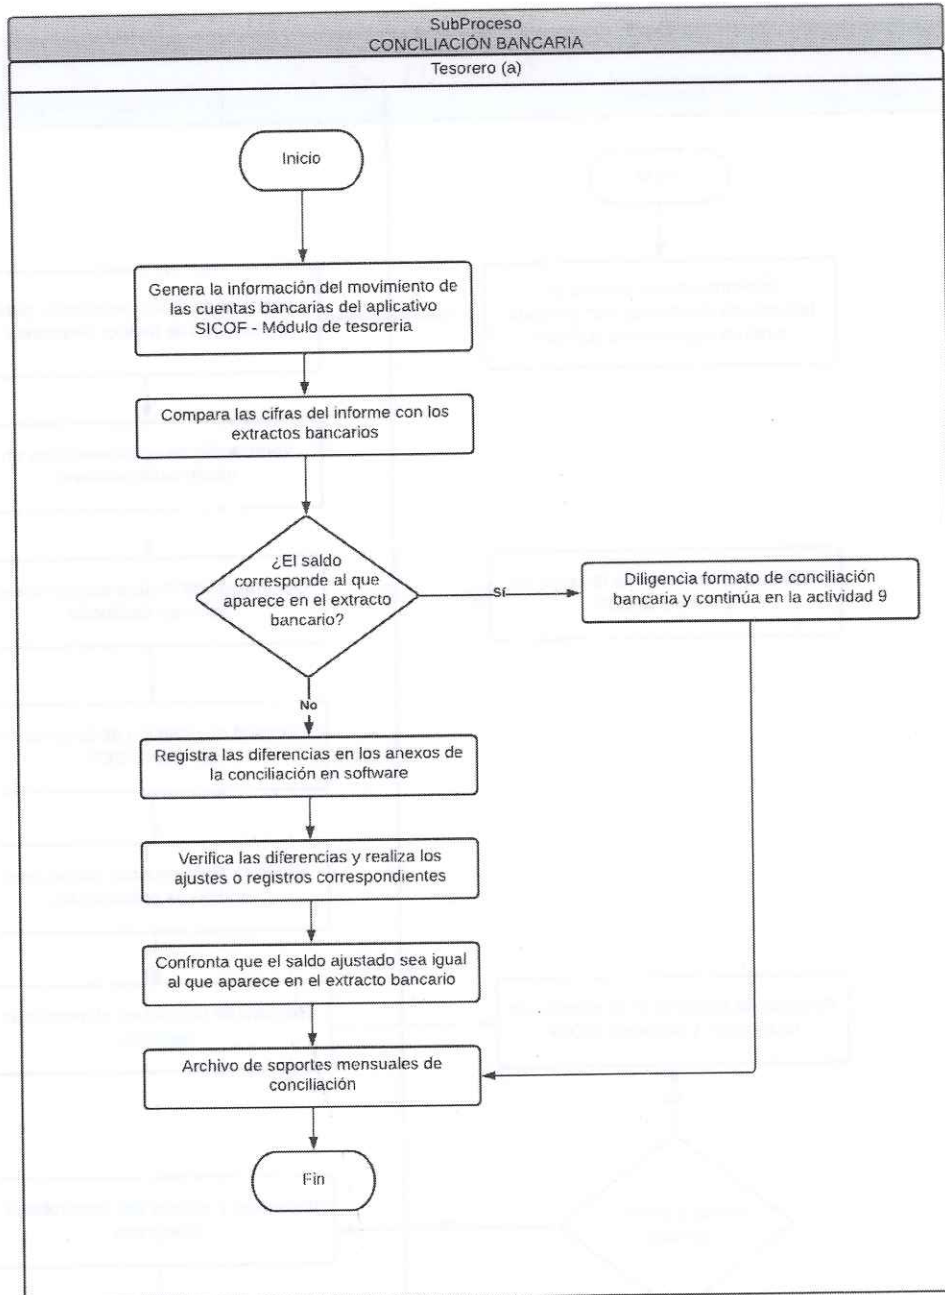 SubProceso
CONCILIACIÓN BANCARIA
Tesorero (a)
Inicio
Genera la información del movimiento de
las cuentas bancarias del aplicativo
SICOF - Módulo de tesoreria
Compara las cifras del informe con los
extractos bancarios
¿El saldo
corresponde al que
aparece en el extracto
bancario?
Sí
Diligencia formato de conciliación
bancaria y continúa en la actividad 9
No
Registra las diferencias en los anexos de
la conciliación en software
Verifica las diferencias y realiza los
ajustes o registros correspondientes
Confronta que el saldo ajustado sea igual
al que aparece en el extracto bancario
Archivo de soportes mensuales de
conciliación
Fin